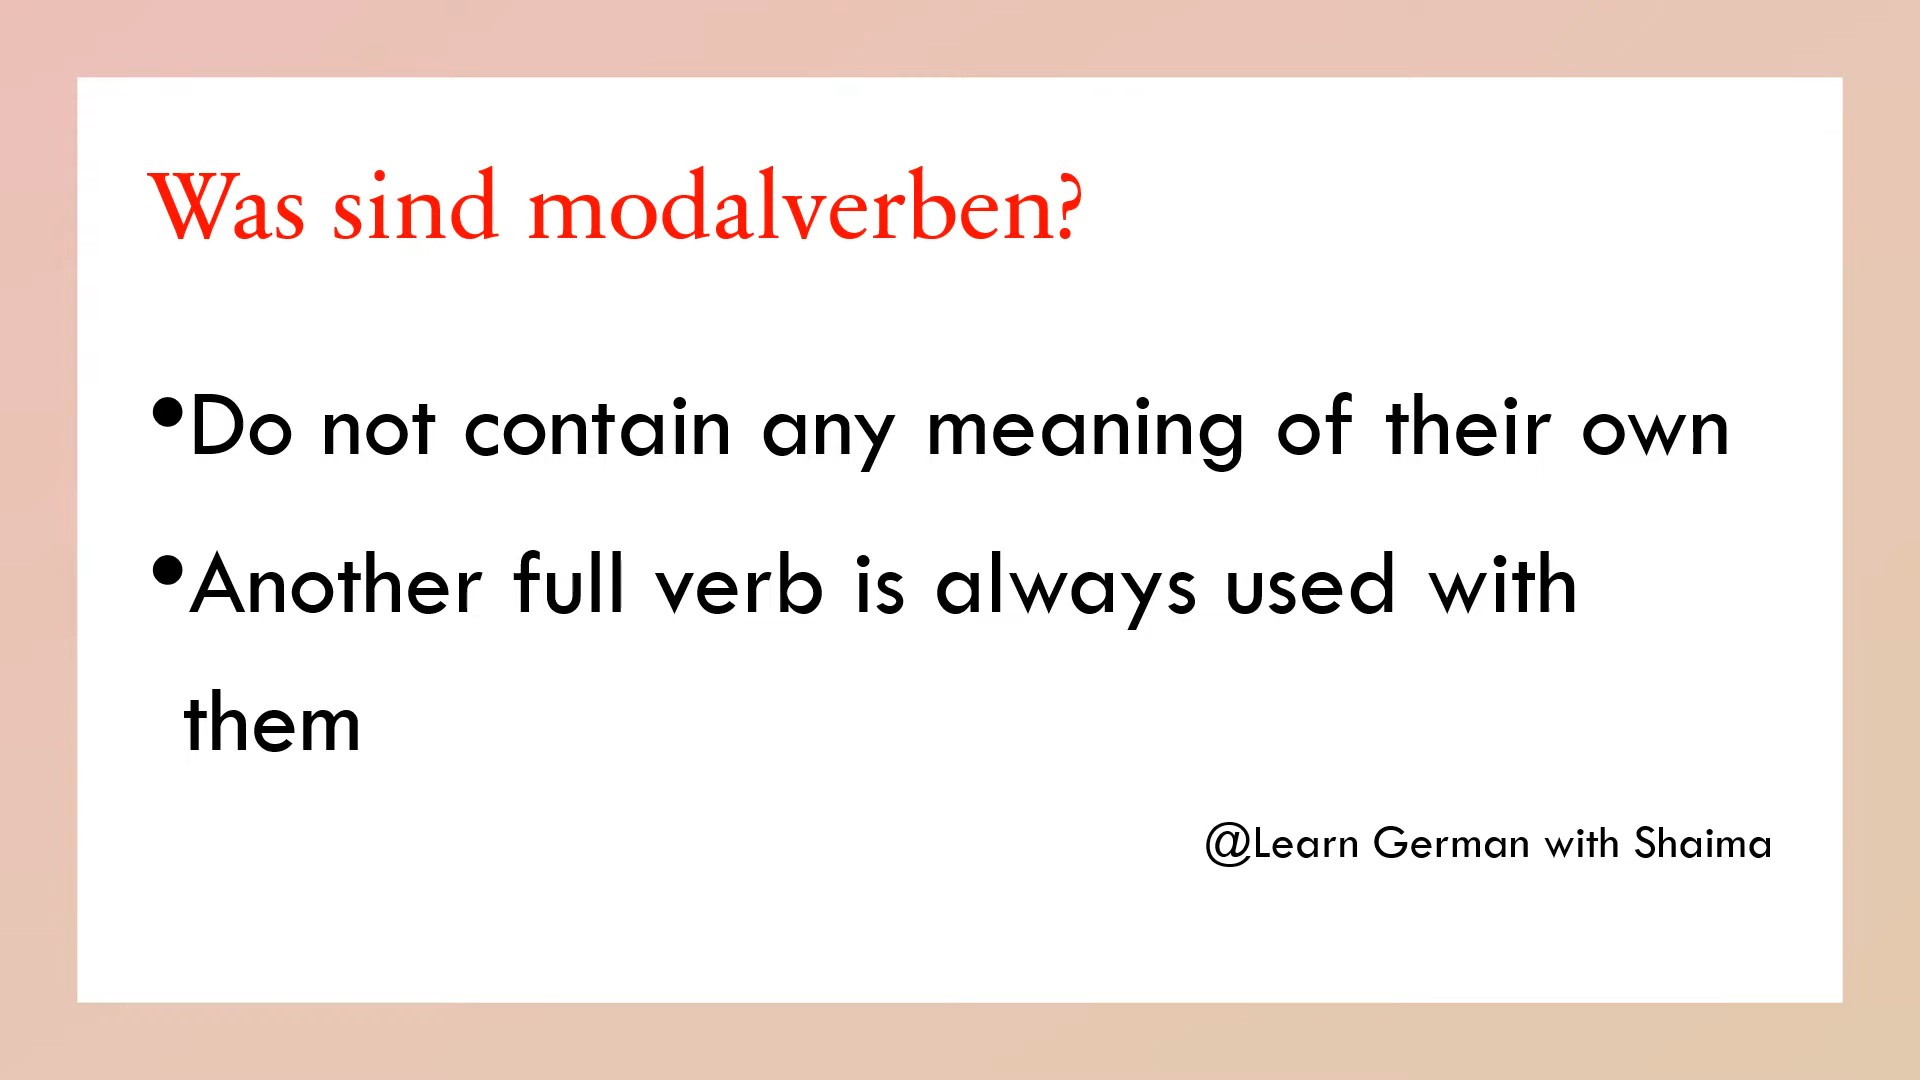 Was sind modalverben?
•Do not contain any meaning of their own
•Another full verb is always used with
them
@Learn German with Shaima